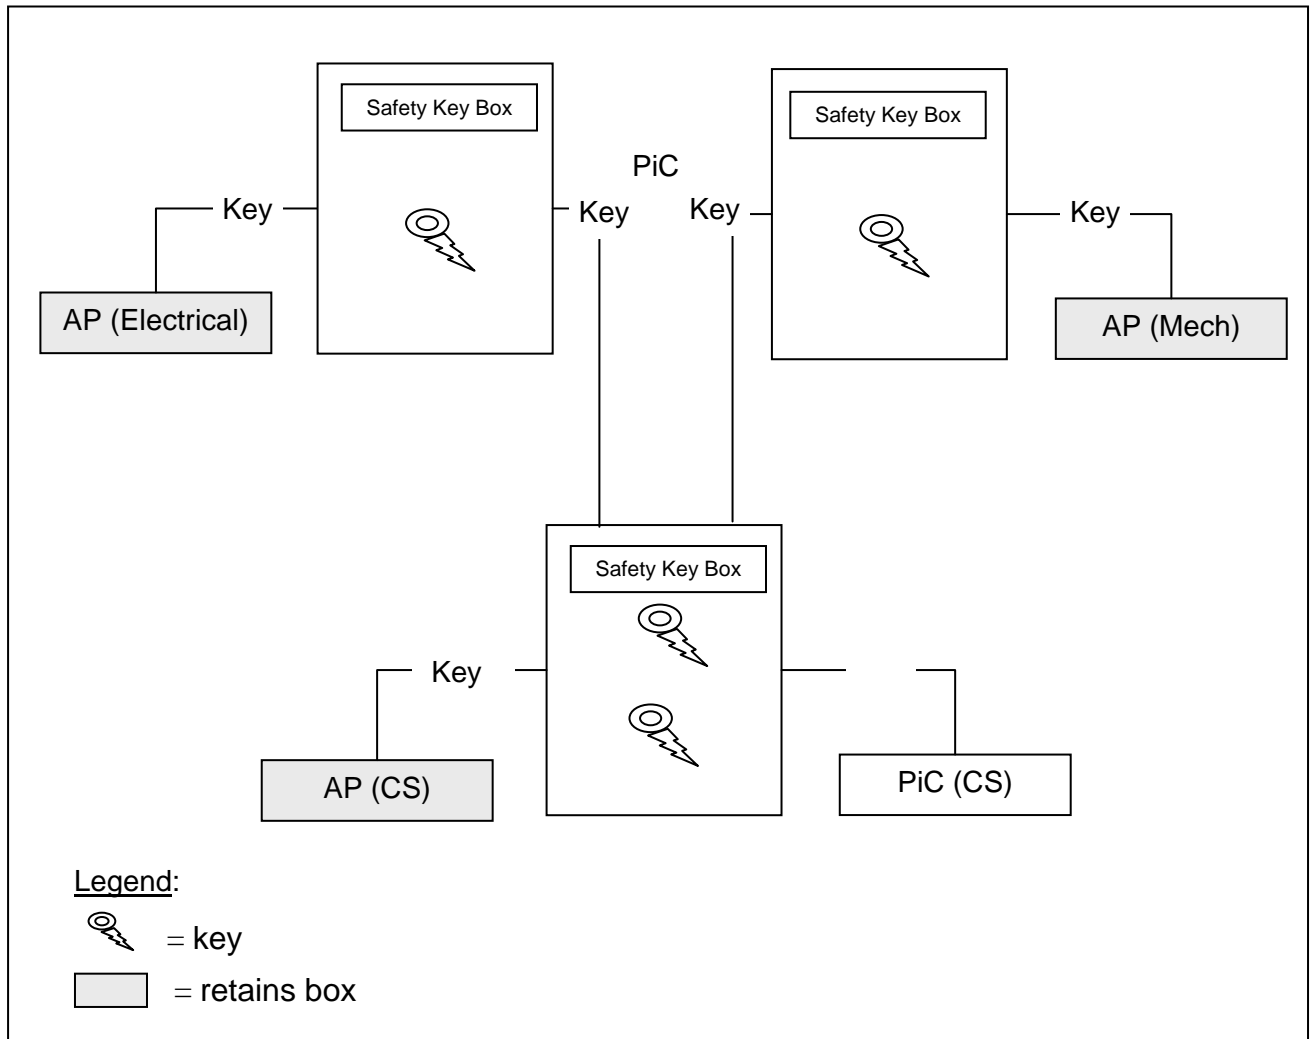 Safety Key Box
Safety Key Box
PiC
Key
Key
Key
Key
AP (Electrical)
AP (Mech)
Safety Key Box
Key
AP (CS)
PiC (CS)
Legend:
= key
= retains box